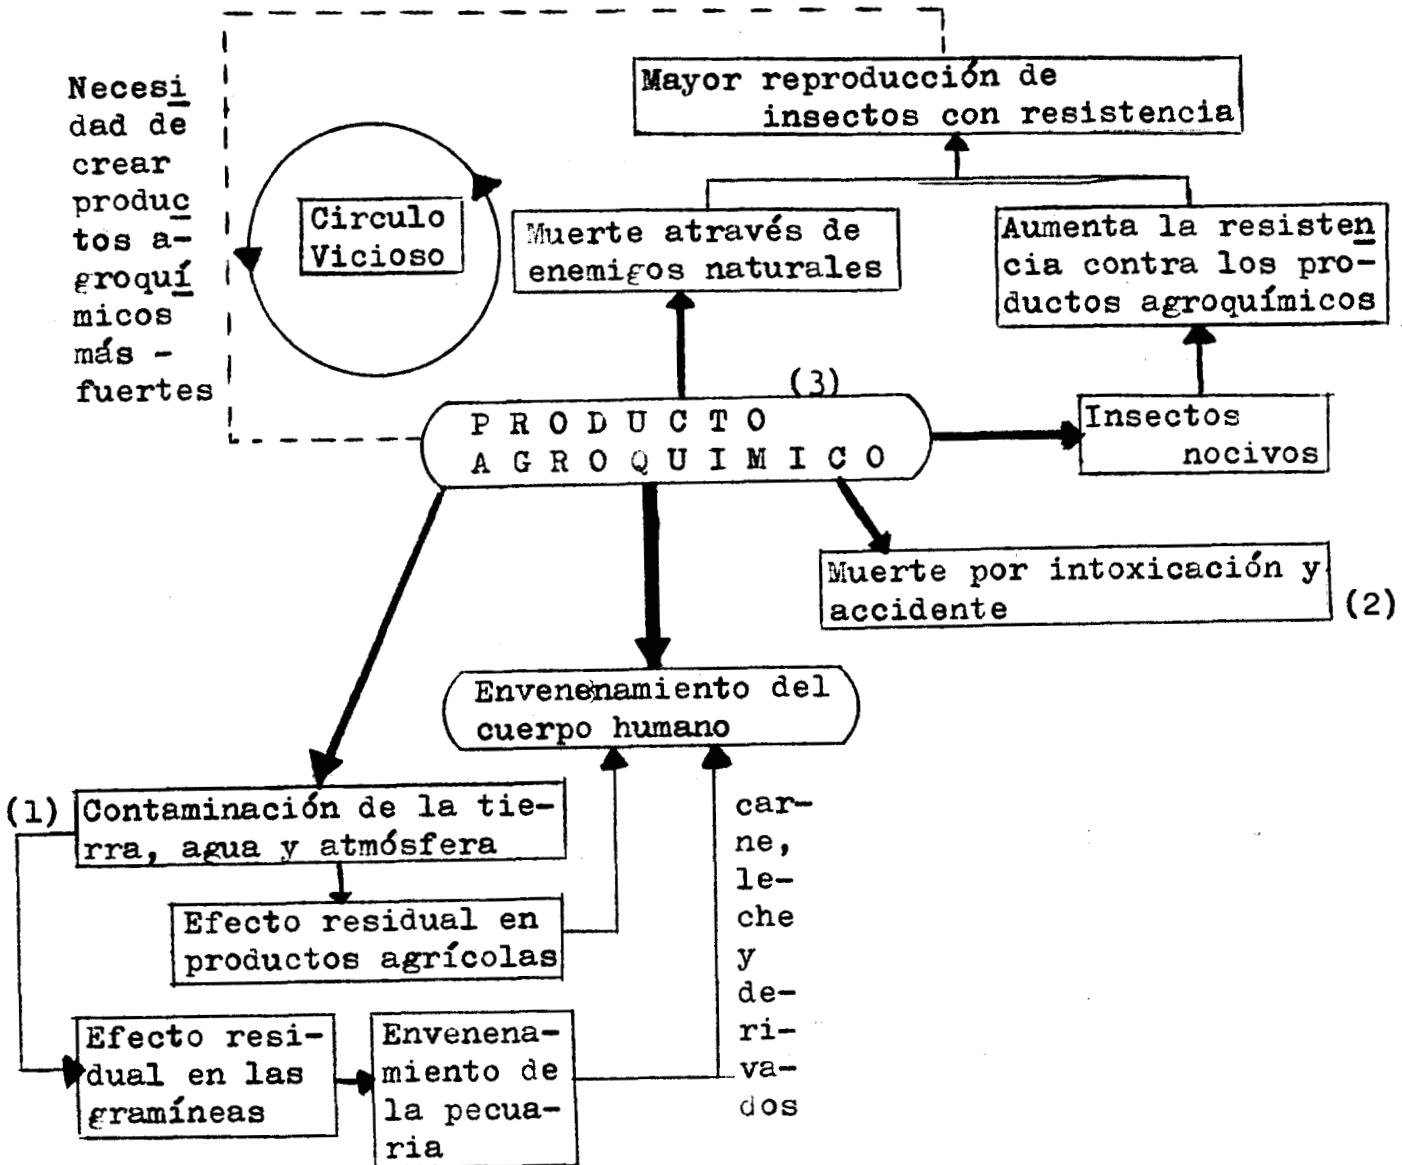 Necesi
dad de
crear
produc
tos a-
groquí
micos
más -
fuertes
Circulo
Vicioso
Mayor reproducción de
insectos con resistencia
Muerte através de
enemigos naturales
Aumenta la resisten
cia contra los pro-
ductos agroquímicos
(3)
PRODUCTO
AGROQUIMICO
Insectos
nocivos
Muerte por intoxicación y
accidente
(2)
Envenenamiento del
cuerpo humano
(1)
Contaminación de la tie-
rra, agua y atmósfera
Efecto residual en
productos agrícolas
Efecto resi-
dual en las
gramíneas
Envenena-
miento de
la pecua-
ria
car-
ne,
le-
che
y
de-
ri-
va-
dos